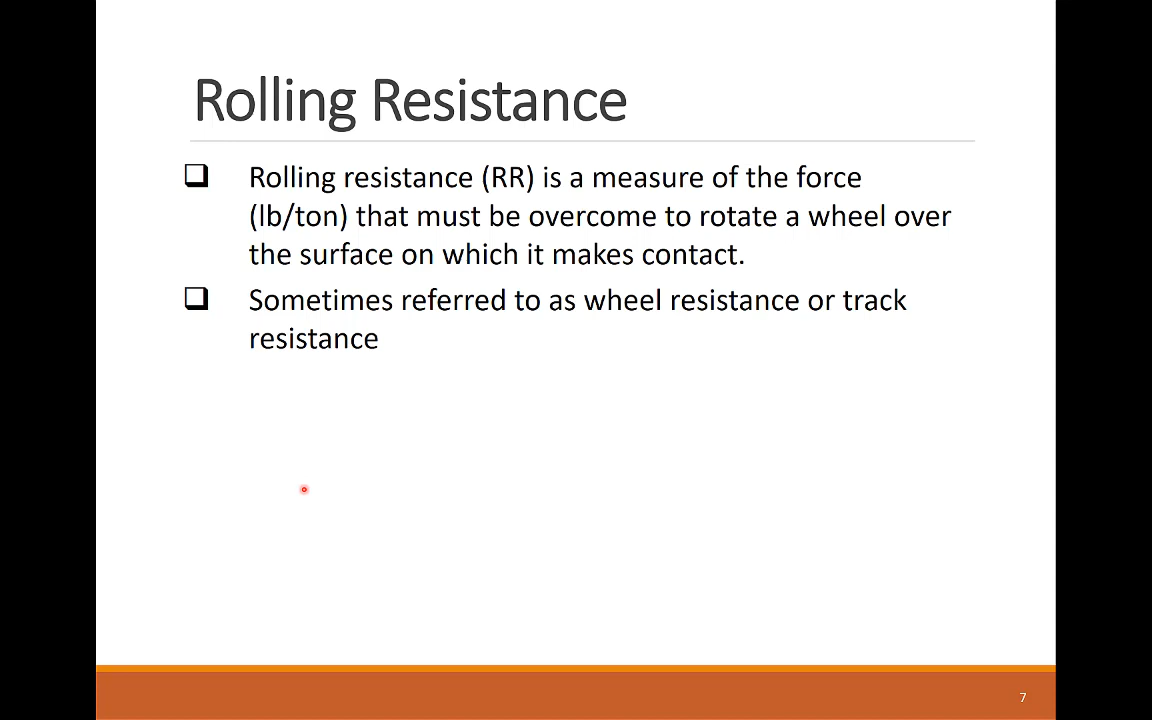 Rolling Resistance
Rolling resistance (RR) is a measure of the force
(lb/ton) that must be overcome to rotate a wheel over
the surface on which it makes contact.
Sometimes referred to as wheel resistance or track
resistance
7